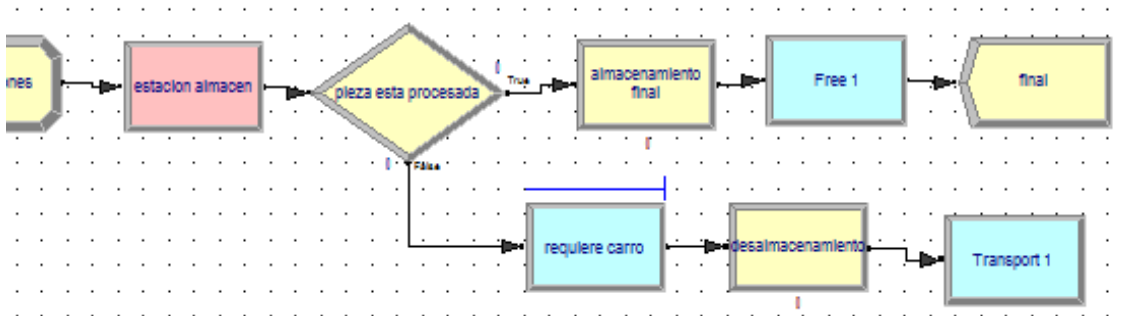 ones
estacion almacen
pieza esta procesada
True
almacenamiento
final
Free 1
final
False
requiere carro
desalmacenamiento
Transport 1